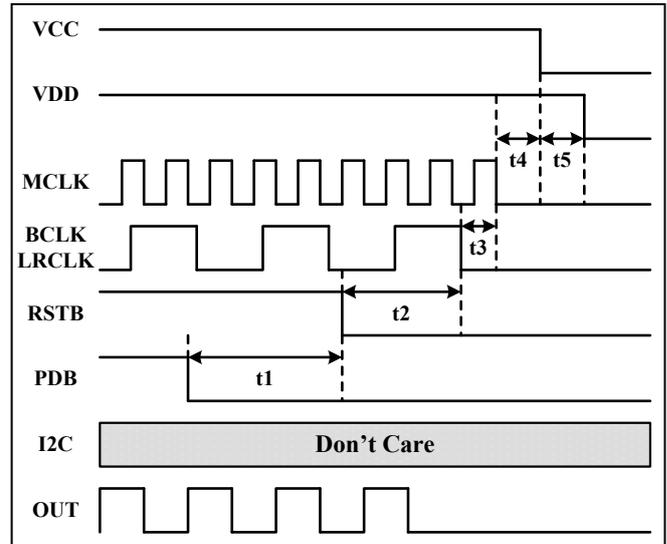 VCC
VDD
t4
t5
MCLK
BCLK
LRCLK
t3
RSTB
t2
PDB
t1
I2C
Don't Care
OUT